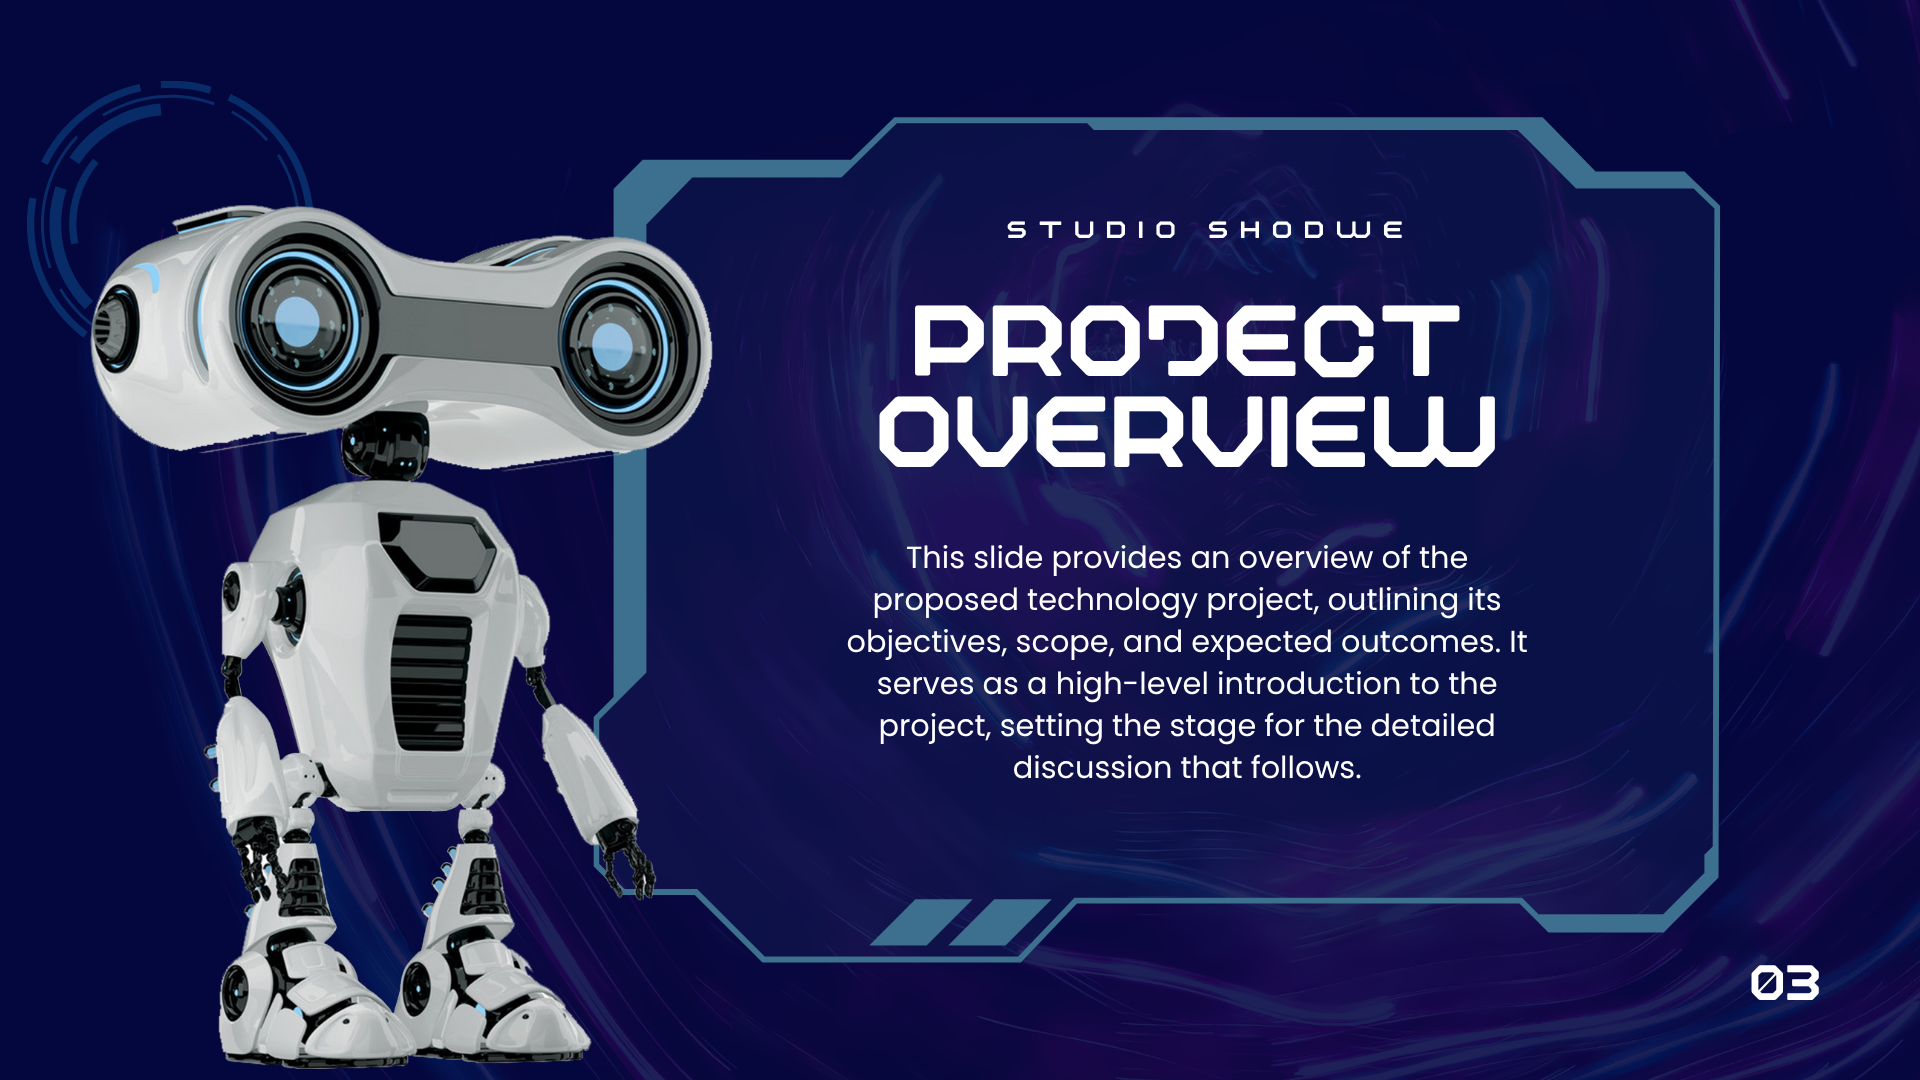 STUDIO SHODWE
PROJECT
OVERVIEW
This slide provides an overview of the
proposed technology project, outlining its
objectives, scope, and expected outcomes. It
serves as a high-level introduction to the
project, setting the stage for the detailed
discussion that follows.
03